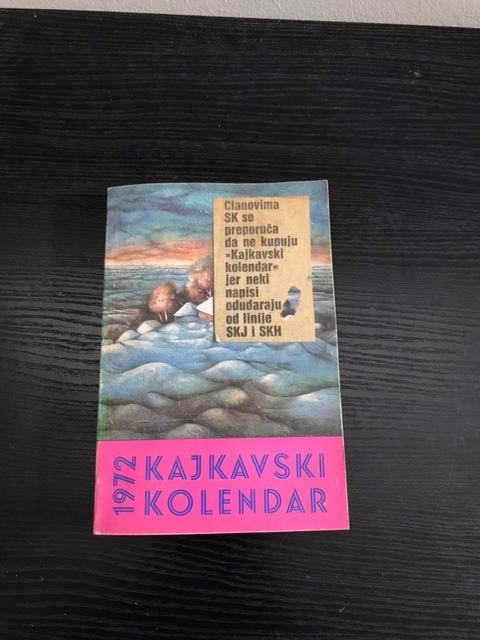 Članovima
SK se
preporuča
da ne kupuju
»Kajkavski
kolendar«
jer neki
napisi
odudaraju
od linije
SKJ i SKH
1972
KAJKAVSKI
KOLENDAR